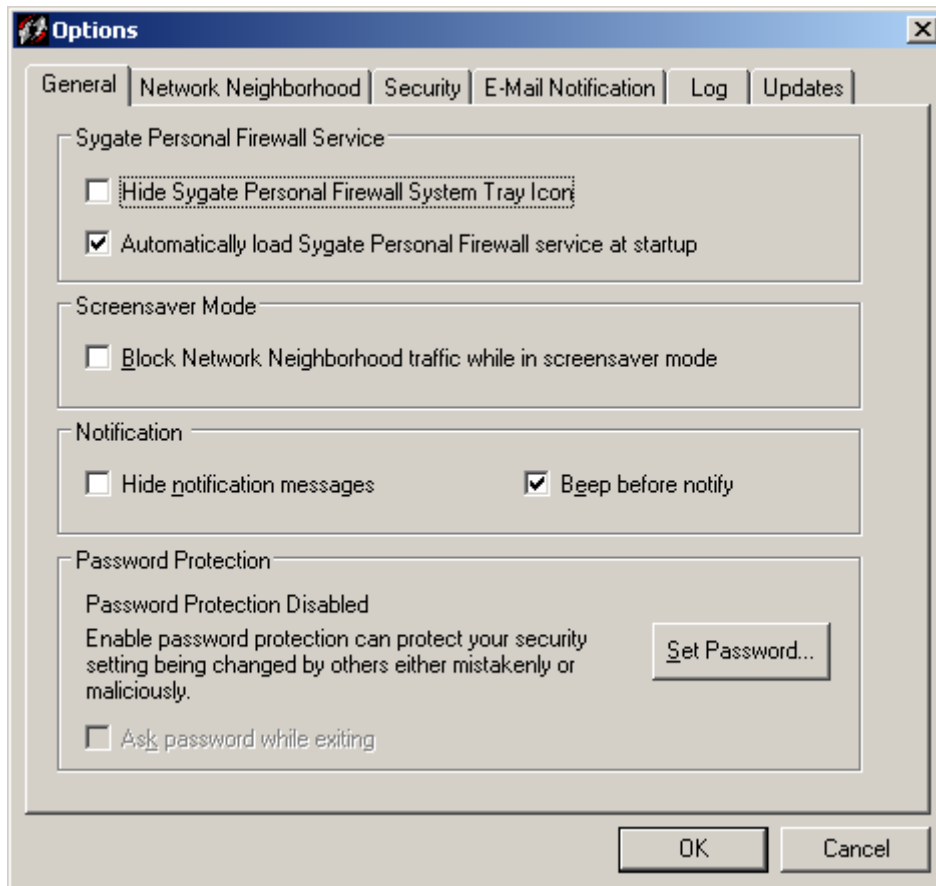 Options
General Network Neighborhood Security E-Mail Notification Log Updates
Sygate Personal Firewall Service
Hide Sygate Personal Firewall System Tray Icon
Automatically load Sygate Personal Firewall service at startup
Screensaver Mode
Block Network Neighborhood traffic while in screensaver mode
Notification
Hide notification messages Beep before notify
Password Protection
Password Protection Disabled
Enable password protection can protect your security
setting being changed by others either mistakenly or
maliciously.
Set Password...
Ask password while exiting
OK Cancel